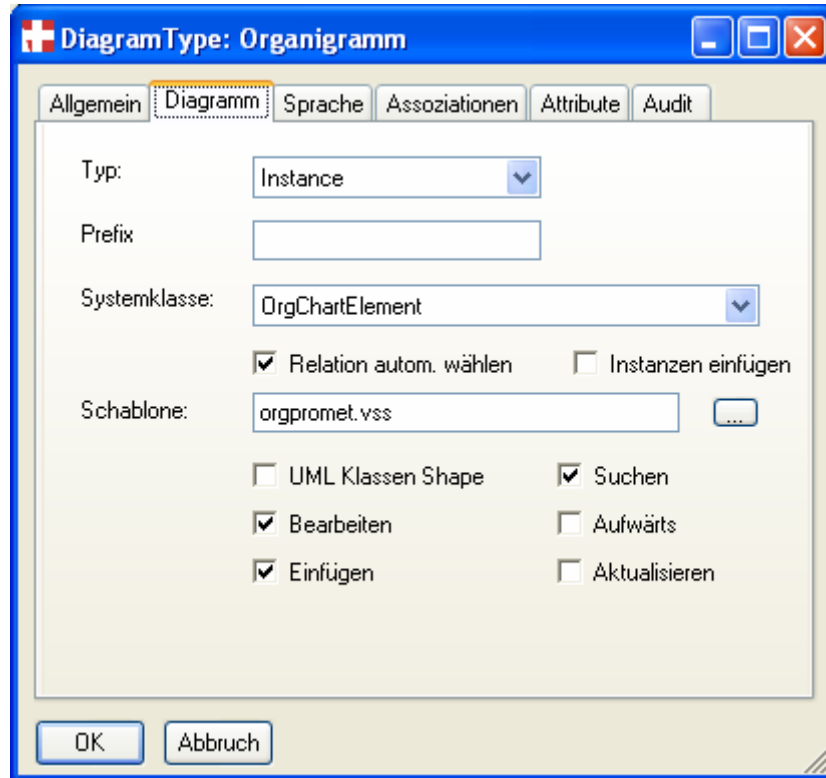 DiagramType: Organigramm
Allgemein Diagramm Sprache Assoziationen Attribute Audit
Typ: Instance
Prefix
Systemklasse: OrgChartElement
Relation autom. wählen Instanzen einfügen
Schablone: orgpromet.vss ...
UML Klassen Shape Suchen
Bearbeiten Aufwärts
Einfügen Aktualisieren
OK Abbruch